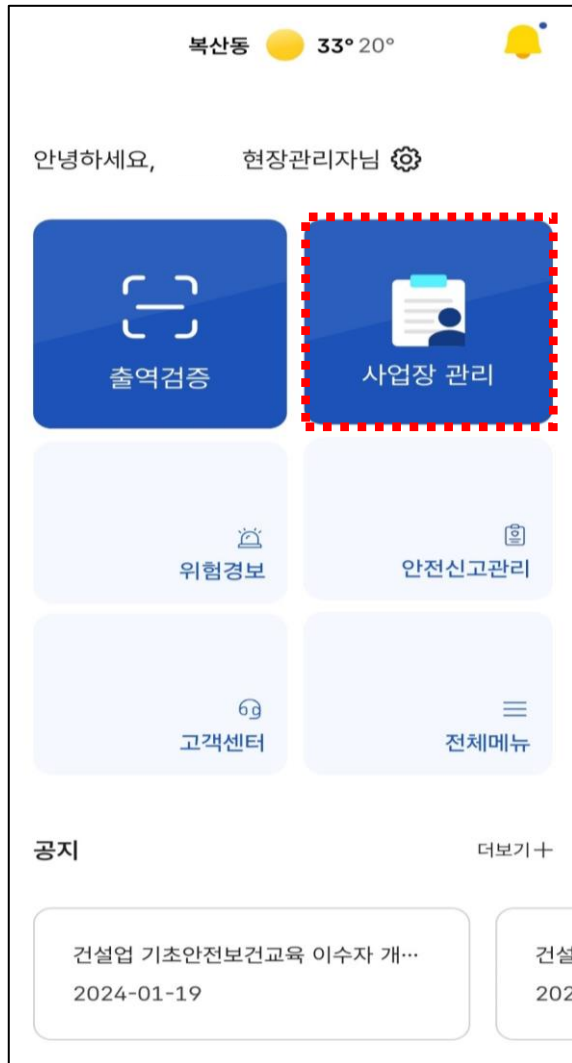 복산동 33° 20°
안녕하세요, 현장관리자님
출역검증
사업장 관리
위험경보
안전신고관리
고객센터
전체메뉴
공지
더보기+
건설업 기초안전보건교육 이수자 개…
2024-01-19
건설
202